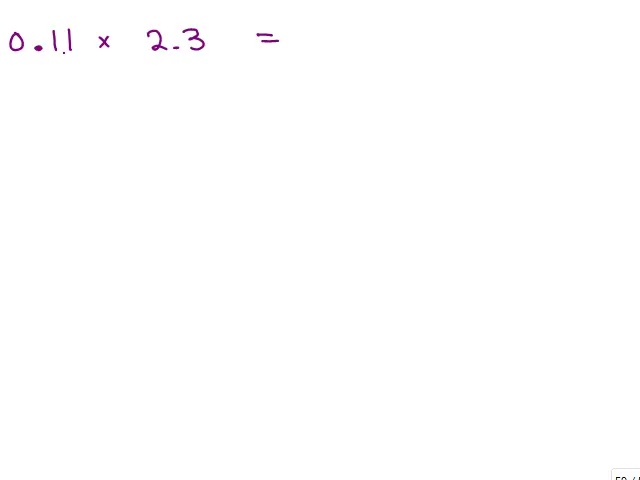 0.11 × 2.3 =